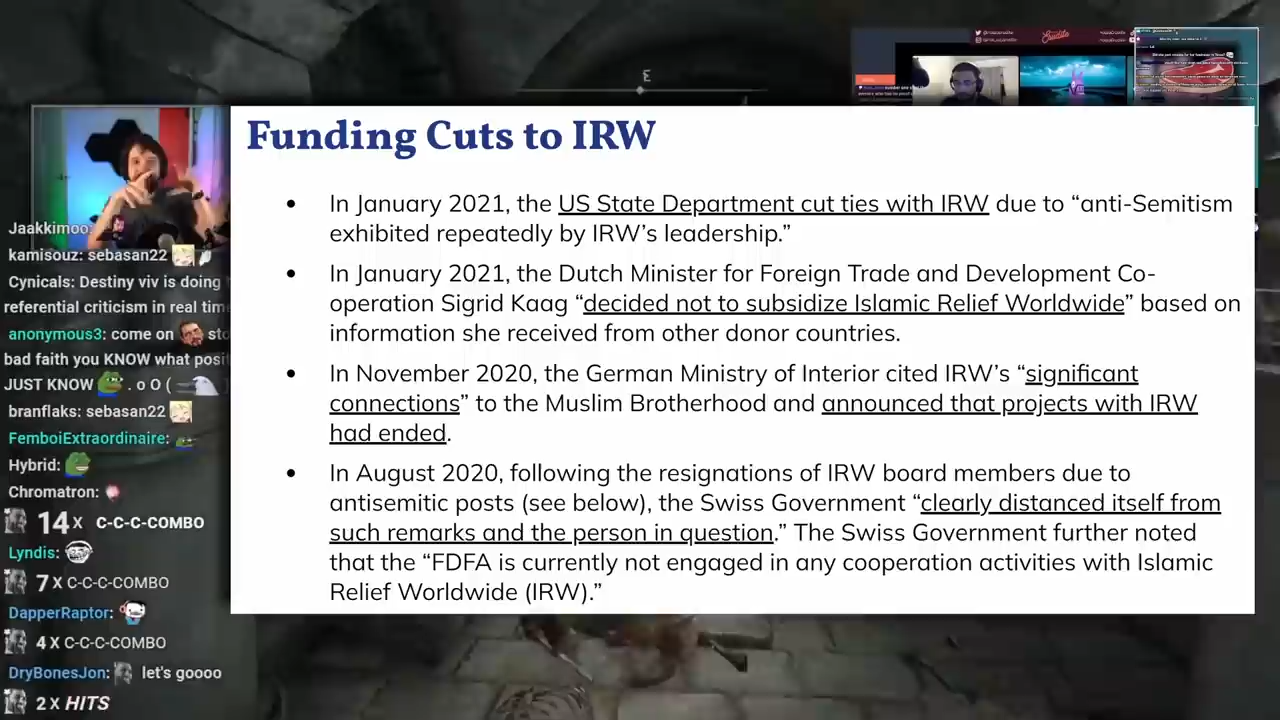 Funding Cuts to IRW
• In January 2021, the US State Department cut ties with IRW due to “anti-Semitism
exhibited repeatedly by IRW’s leadership.”
• In January 2021, the Dutch Minister for Foreign Trade and Development Co-
operation Sigrid Kaag “decided not to subsidize Islamic Relief Worldwide” based on
information she received from other donor countries.
• In November 2020, the German Ministry of Interior cited IRW’s “significant
connections” to the Muslim Brotherhood and announced that projects with IRW
had ended.
• In August 2020, following the resignations of IRW board members due to
antisemitic posts (see below), the Swiss Government “clearly distanced itself from
such remarks and the person in question.” The Swiss Government further noted
that the “FDFA is currently not engaged in any cooperation activities with Islamic
Relief Worldwide (IRW).”
Jaakkimoo:
kamisouz: sebasan22
Cynicals: Destiny viv is doing
referential criticism in real time
anonymous3: come on
bad faith you KNOW what
JUST KNOW . o O (
branflaks: sebasan22
FemboiExtraordinaire:
Hybrid:
Chromatron:
14 X C-C-C-COMBO
Lyndis:
7 X C-C-C-COMBO
DapperRaptor:
4 X C-C-C-COMBO
DryBonesJon: let's goooo
2 X HITS